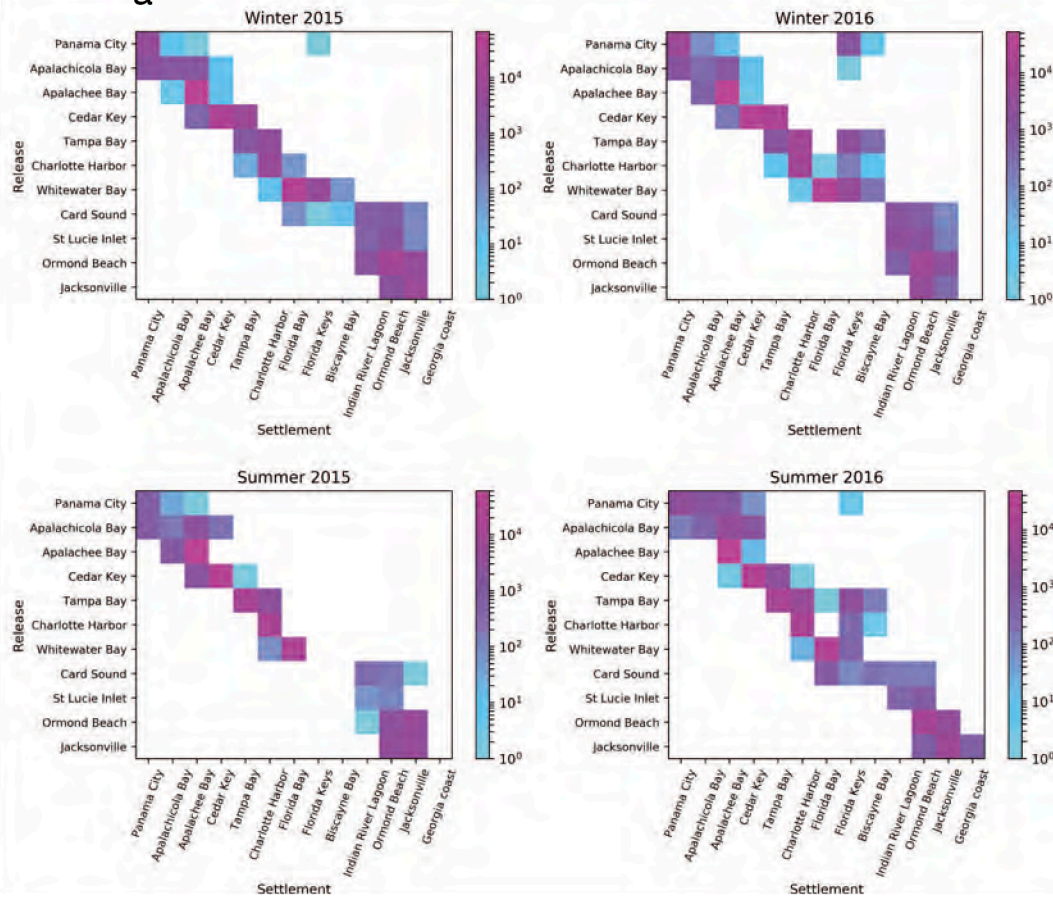 a
Winter 2015
Panama City
Apalachicola Bay
Apalachee Bay
Cedar Key
Tampa Bay
Charlotte Harbor
Whitewater Bay
Card Sound
St Lucie Inlet
Ormond Beach
Jacksonville
Release
10^4
10^3
10^2
10^1
10^0
Panama City
Apalachicola Bay
Apalachee Bay
Cedar Key
Tampa Bay
Charlotte Harbor
Florida Bay
Florida Keys
Biscayne Bay
Indian River Lagoon
Ormond Beach
Jacksonville
Georgia coast
Settlement
Winter 2016
Panama City
Apalachicola Bay
Apalachee Bay
Cedar Key
Tampa Bay
Charlotte Harbor
Whitewater Bay
Card Sound
St Lucie Inlet
Ormond Beach
Jacksonville
Release
10^4
10^3
10^2
10^1
10^0
Panama City
Apalachicola Bay
Apalachee Bay
Cedar Key
Tampa Bay
Charlotte Harbor
Florida Bay
Florida Keys
Biscayne Bay
Indian River Lagoon
Ormond Beach
Jacksonville
Georgia coast
Settlement
Summer 2015
Panama City
Apalachicola Bay
Apalachee Bay
Cedar Key
Tampa Bay
Charlotte Harbor
Whitewater Bay
Card Sound
St Lucie Inlet
Ormond Beach
Jacksonville
Release
10^4
10^3
10^2
10^1
10^0
Panama City
Apalachicola Bay
Apalachee Bay
Cedar Key
Tampa Bay
Charlotte Harbor
Florida Bay
Florida Keys
Biscayne Bay
Indian River Lagoon
Ormond Beach
Jacksonville
Georgia coast
Settlement
Summer 2016
Panama City
Apalachicola Bay
Apalachee Bay
Cedar Key
Tampa Bay
Charlotte Harbor
Whitewater Bay
Card Sound
St Lucie Inlet
Ormond Beach
Jacksonville
Release
10^4
10^3
10^2
10^1
10^0
Panama City
Apalachicola Bay
Apalachee Bay
Cedar Key
Tampa Bay
Charlotte Harbor
Florida Bay
Florida Keys
Biscayne Bay
Indian River Lagoon
Ormond Beach
Jacksonville
Georgia coast
Settlement